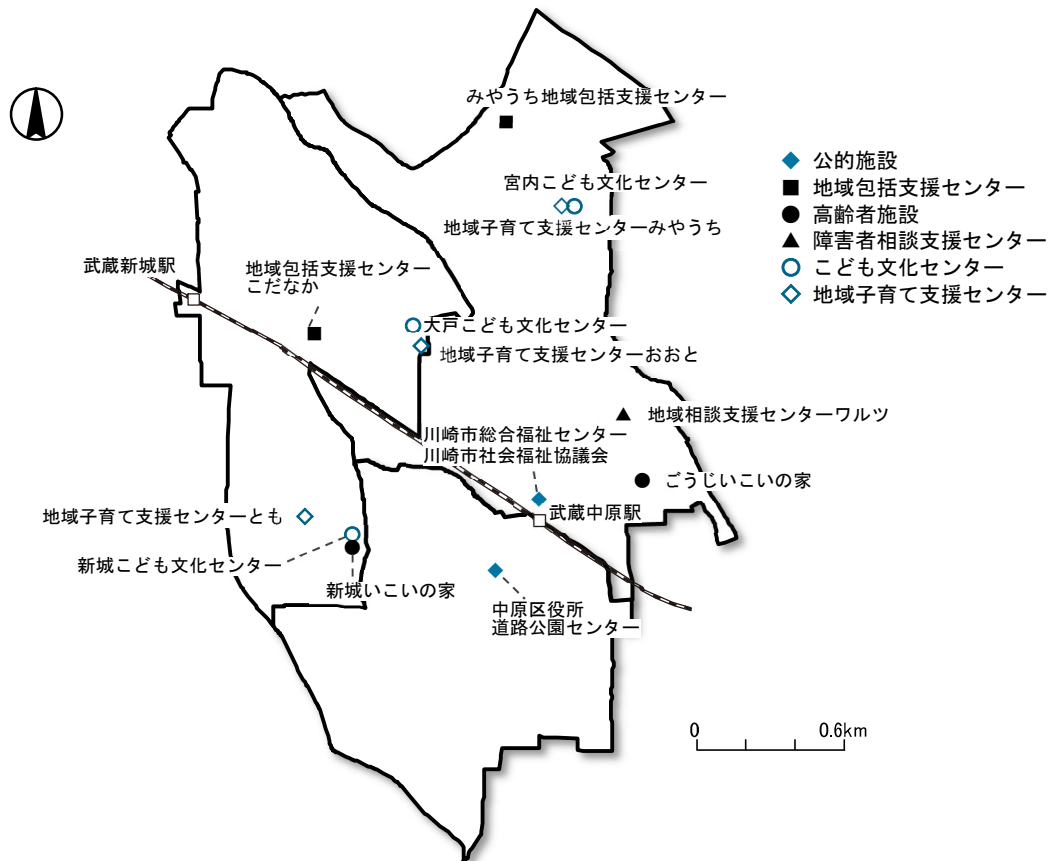 みやうち地域包括支援センター
宮内こども文化センター
地域子育て支援センターみやうち
公的施設
地域包括支援センター
高齢者施設
障害者相談支援センター
こども文化センター
地域子育て支援センター
武蔵新城駅
地域包括支援センター
こだなか
大戸こども文化センター
地域子育て支援センターおおと
地域相談支援センターワルツ
川崎市総合福祉センター
川崎市社会福祉協議会
ごうじいこいの家
武蔵中原駅
地域子育て支援センターとも
新城こども文化センター
新城いこいの家
中原区役所
道路公園センター
0 0.6km